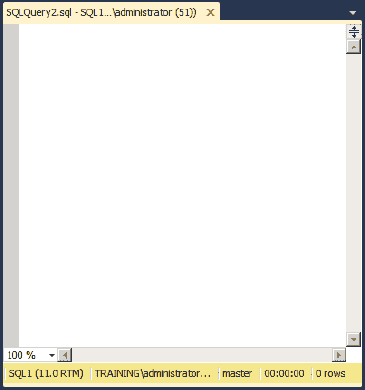 SQLQuery2.sql - SQL1...\administrator (51))
100 %
SQL1 (11.0 RTM) TRAINING\administrator... master 00:00:00 0 rows